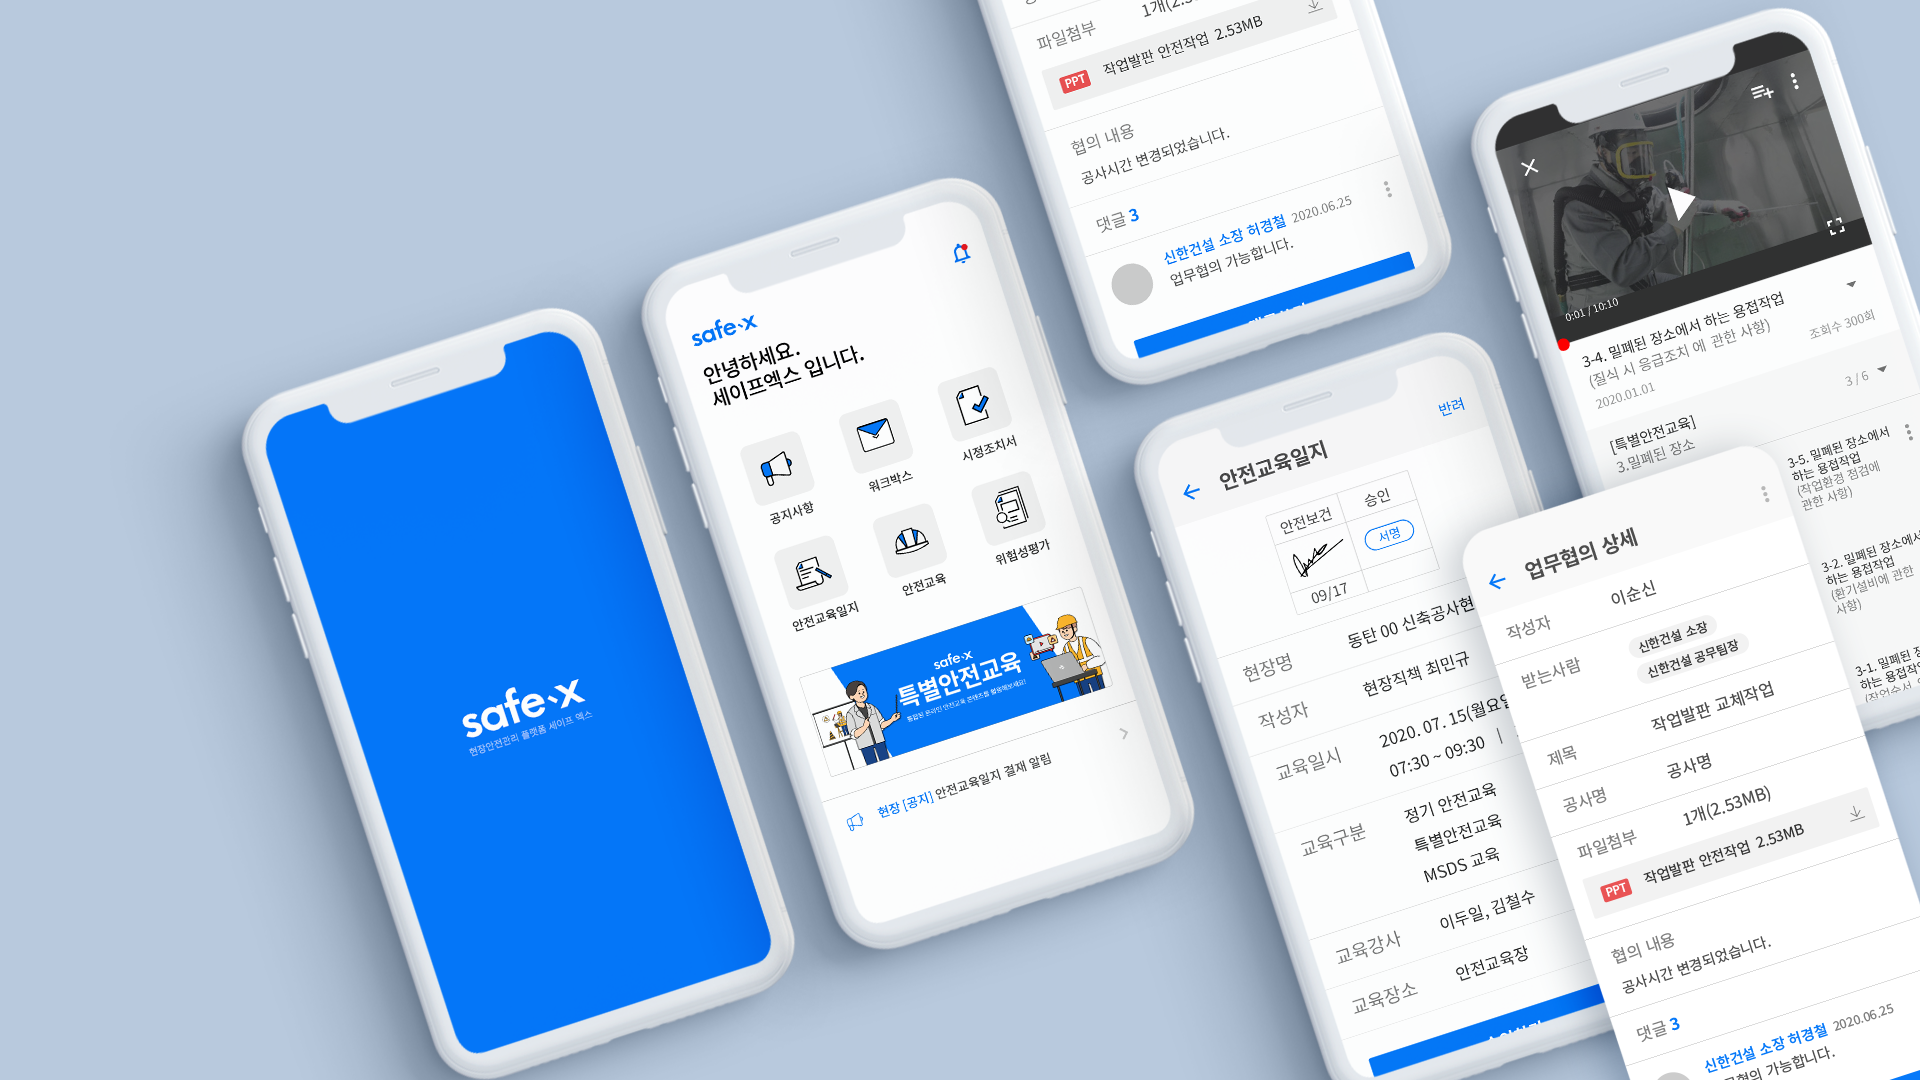 safe·x
현장안전관리 플랫폼 세이프 엑스
safe·x
안녕하세요.
세이프엑스 입니다.
공지사항
워크박스
시정조치서
안전교육일지
안전교육
위험성평가
safe·x
특별안전교육
현장 [공지] 안전교육일지 결재 알림
파일첨부
PPT 작업발판 안전작업 2.53MB
협의 내용
공사시간 변경되었습니다.
댓글 3
신한건설 소장 허경철 2020.06.25
업무협의 가능합니다.
안전교육일지
반려
안전보건
승인
서명
09/17
현장명
동탄 00 신축공사현
작성자
현장직책 최민규
교육일시
2020. 07. 15(월요일
07:30 ~ 09:30 |
교육구분
정기 안전교육
특별안전교육
MSDS 교육
교육강사
이두일, 김철수
교육장소
안전교육장
0:01 / 10:10
3-4. 밀폐된 장소에서 하는 용접작업
(질식 시 응급조치 에 관한 사항)
조회수 300회
2020.01.01
3 / 6
[특별안전교육]
3.밀폐된 장소
3-5. 밀폐된 장소에서
하는 용접작업
(작업환경 점검에
관한 사항)
3-2. 밀폐된 장소에서
하는 용접작업
(환기설비에 관한
사항)
3-1. 밀폐된 장
하는 용접작업
업무협의 상세
작성자
이순신
받는사람
신한건설 소장
신한건설 공무팀장
제목
작업발판 교체작업
공사명
공사명
파일첨부
1개(2.53MB)
PPT 작업발판 안전작업 2.53MB
협의 내용
공사시간 변경되었습니다.
댓글 3
신한건설 소장 허경철 2020.06.25
가능합니다.